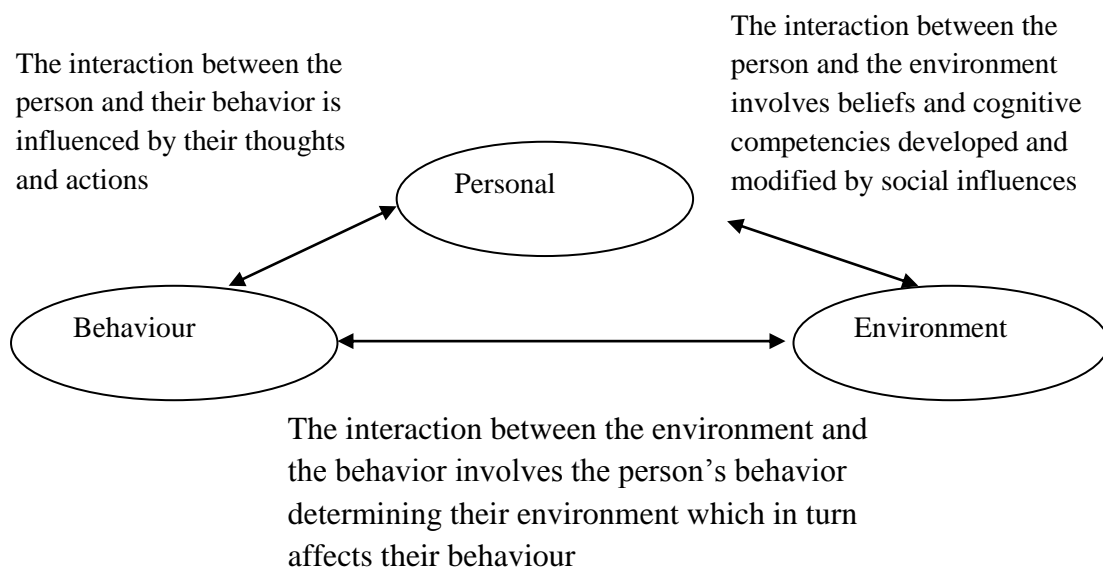 The interaction between the
person and their behavior is
influenced by their thoughts
and actions
The interaction between the
person and the environment
involves beliefs and cognitive
competencies developed and
modified by social influences
Personal
Behaviour
Environment
The interaction between the environment and
the behavior involves the person’s behavior
determining their environment which in turn
affects their behaviour